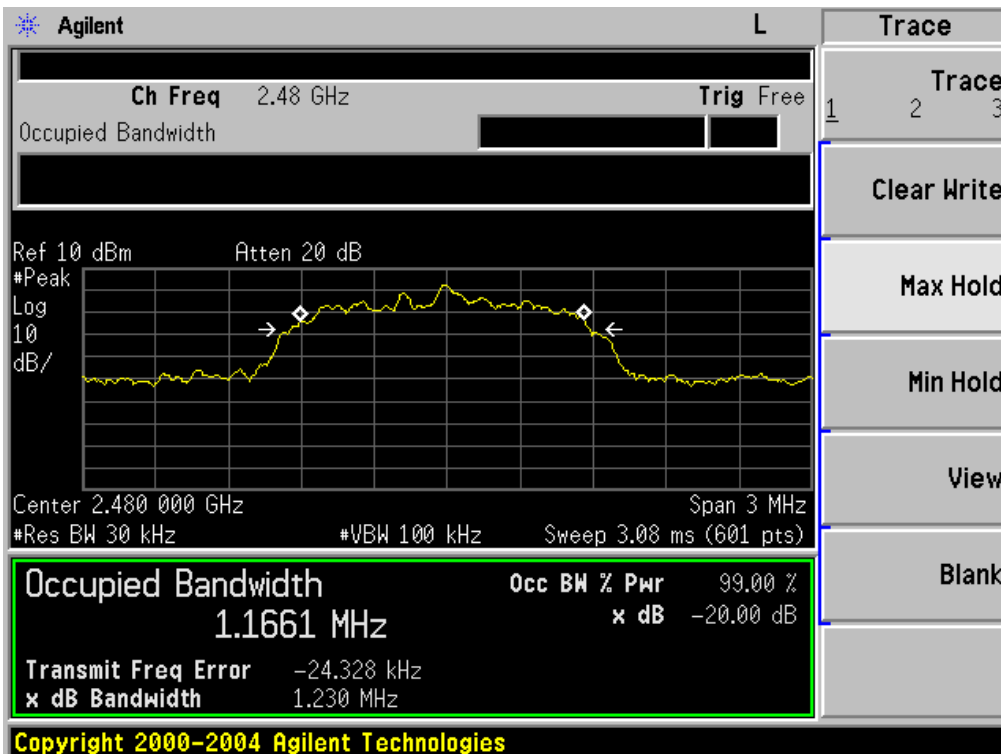 Agilent L Trace
Ch Freq 2.48 GHz Trig Free
Occupied Bandwidth
Trace
1 2 3
Clear Write
Max Hold
Min Hold
View
Blank
Ref 10 dBm Atten 20 dB
#Peak
Log
10
dB/
Center 2.480 000 GHz Span 3 MHz
#Res BW 30 kHz #VBW 100 kHz Sweep 3.08 ms (601 pts)
Occupied Bandwidth
1.1661 MHz
Occ BW % Pwr 99.00 %
x dB -20.00 dB
Transmit Freq Error -24.328 kHz
x dB Bandwidth 1.230 MHz
Copyright 2000-2004 Agilent Technologies